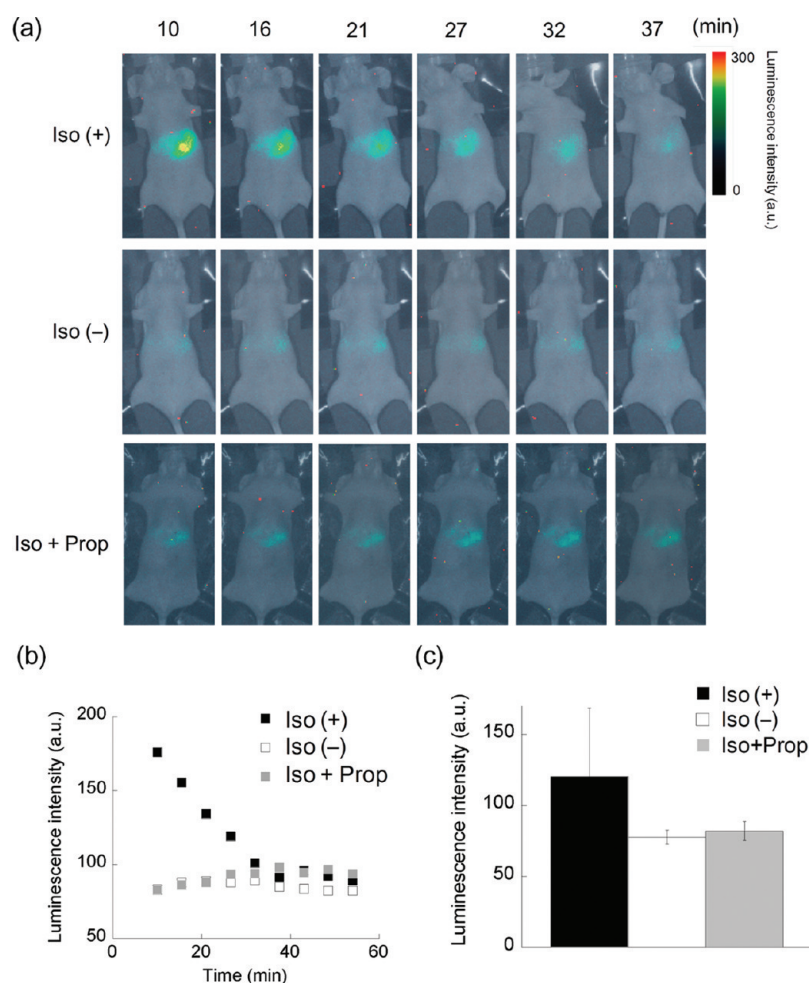 (a)
10 16 21 27 32 37 (min)
Iso (+)
300
0
Luminescence intensity (a.u.)
Iso (–)
Iso + Prop
(b)
Luminescence intensity (a.u.)
200
150
100
50
0 20 40 60
Time (min)
Iso (+)
Iso (–)
Iso + Prop
(c)
Luminescence intensity (a.u.)
150
100
50
0
Iso (+)
Iso (–)
Iso+Prop